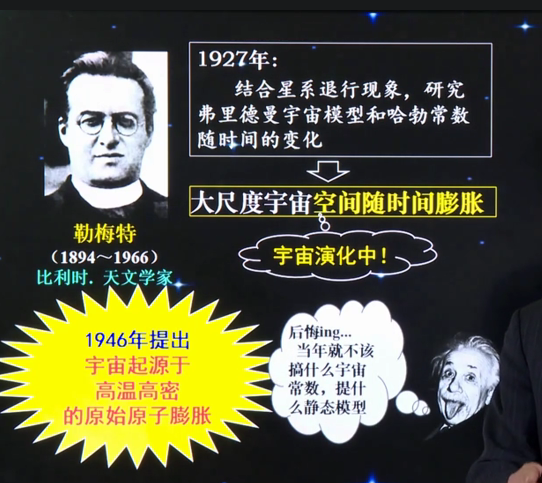 1927年：
结合星系退行现象，研究
弗里德曼宇宙模型和哈勃常数
随时间的变化
大尺度宇宙空间随时间膨胀
宇宙演化中！
勒梅特
（1894～1966）
比利时．天文学家
1946年提出
宇宙起源于
高温高密
的原始原子膨胀
后悔ing...
当年就不该
搞什么宇宙
常数，提什
么静态模型